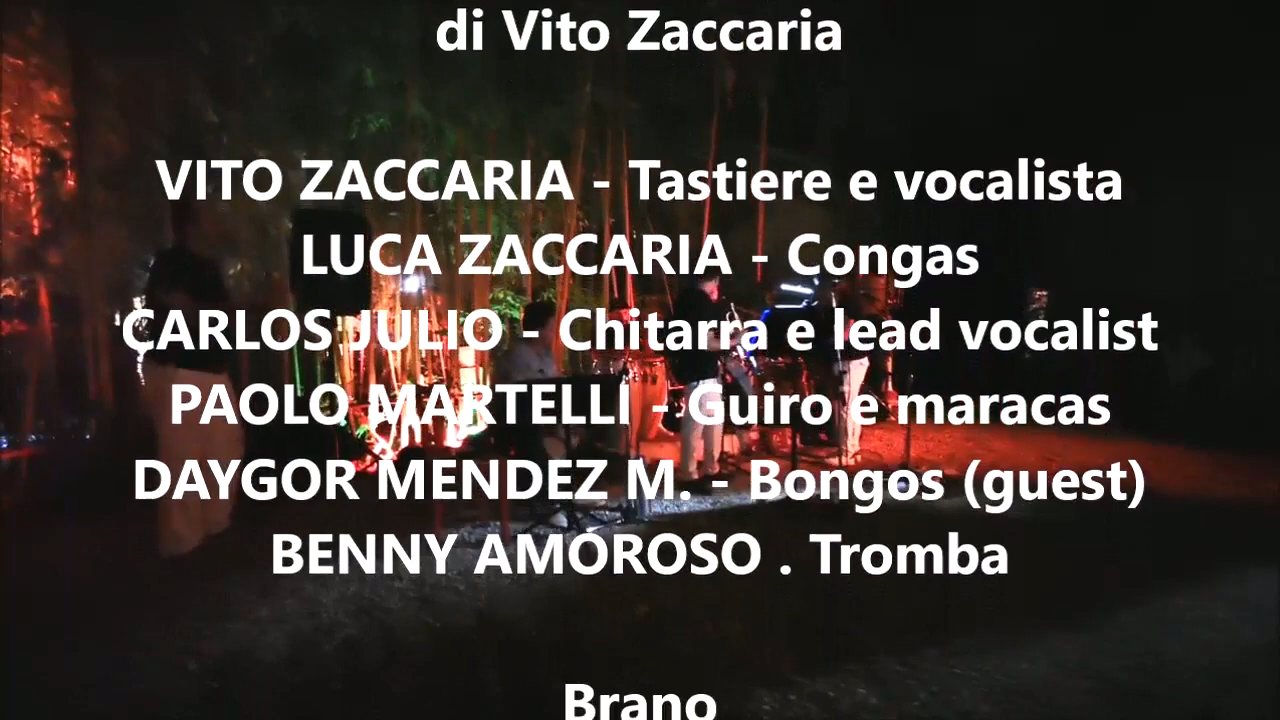 di Vito Zaccaria
VITO ZACCARIA - Tastiere e vocalista
LUCA ZACCARIA - Congas
CARLOS JULIO - Chitarra e lead vocalist
PAOLO MARTELLI - Guiro e maracas
DAYGOR MENDEZ M. - Bongos (guest)
BENNY AMOROSO . Tromba
Brano